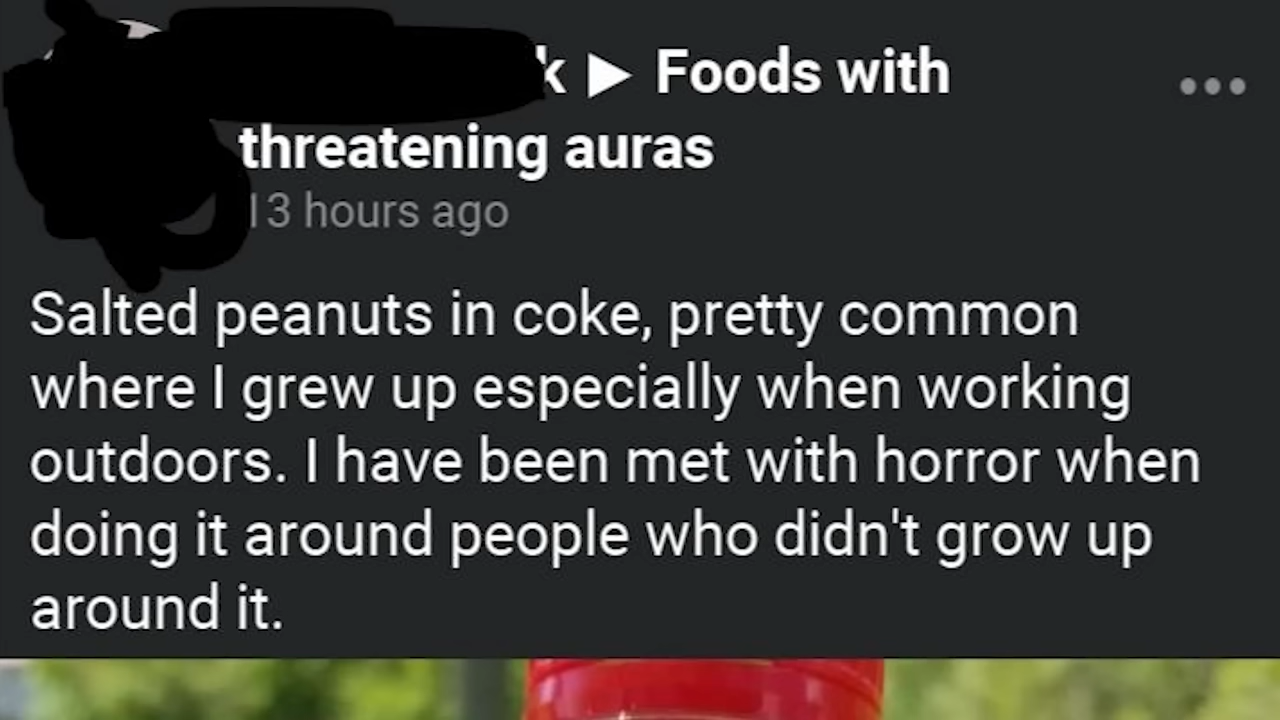 k ▶ Foods with
threatening auras
13 hours ago
Salted peanuts in coke, pretty common
where I grew up especially when working
outdoors. I have been met with horror when
doing it around people who didn't grow up
around it.